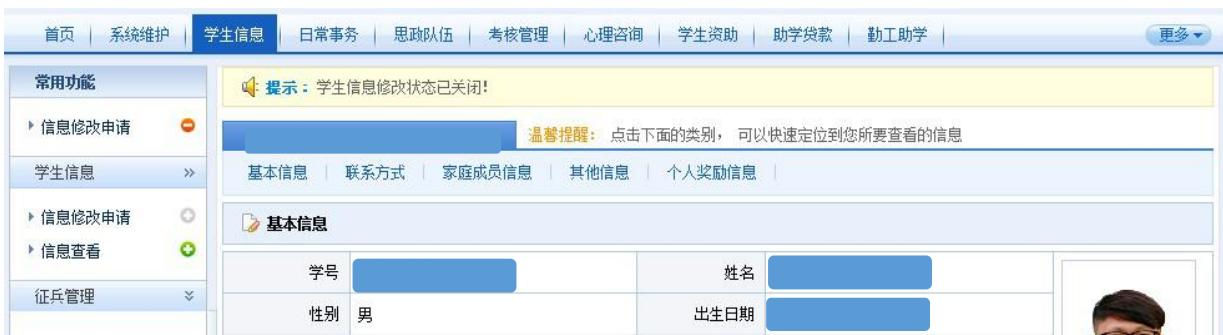 首页 系统维护 学生信息 日常事务 思政队伍 考核管理 心理咨询 学生资助 助学贷款 勤工助学 更多
常用功能
提示：学生信息修改状态已关闭！
信息修改申请
温馨提醒： 点击下面的类别， 可以快速定位到您所要查看的信息
学生信息
基本信息 联系方式 家庭成员信息 其他信息 个人奖励信息
信息修改申请
基本信息
信息查看
学号 姓名
征兵管理
性别 男 出生日期